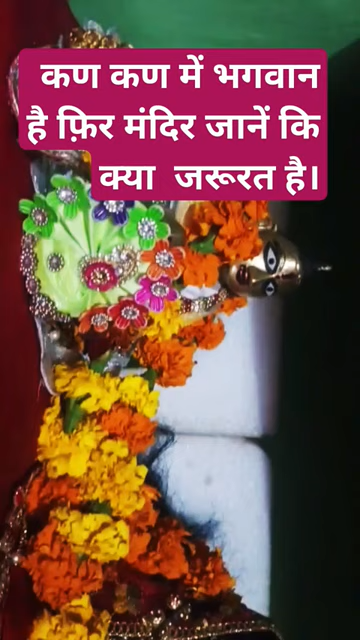 कण कण में भगवान
है फ़िर मंदिर जानें कि
क्या जरूरत है।